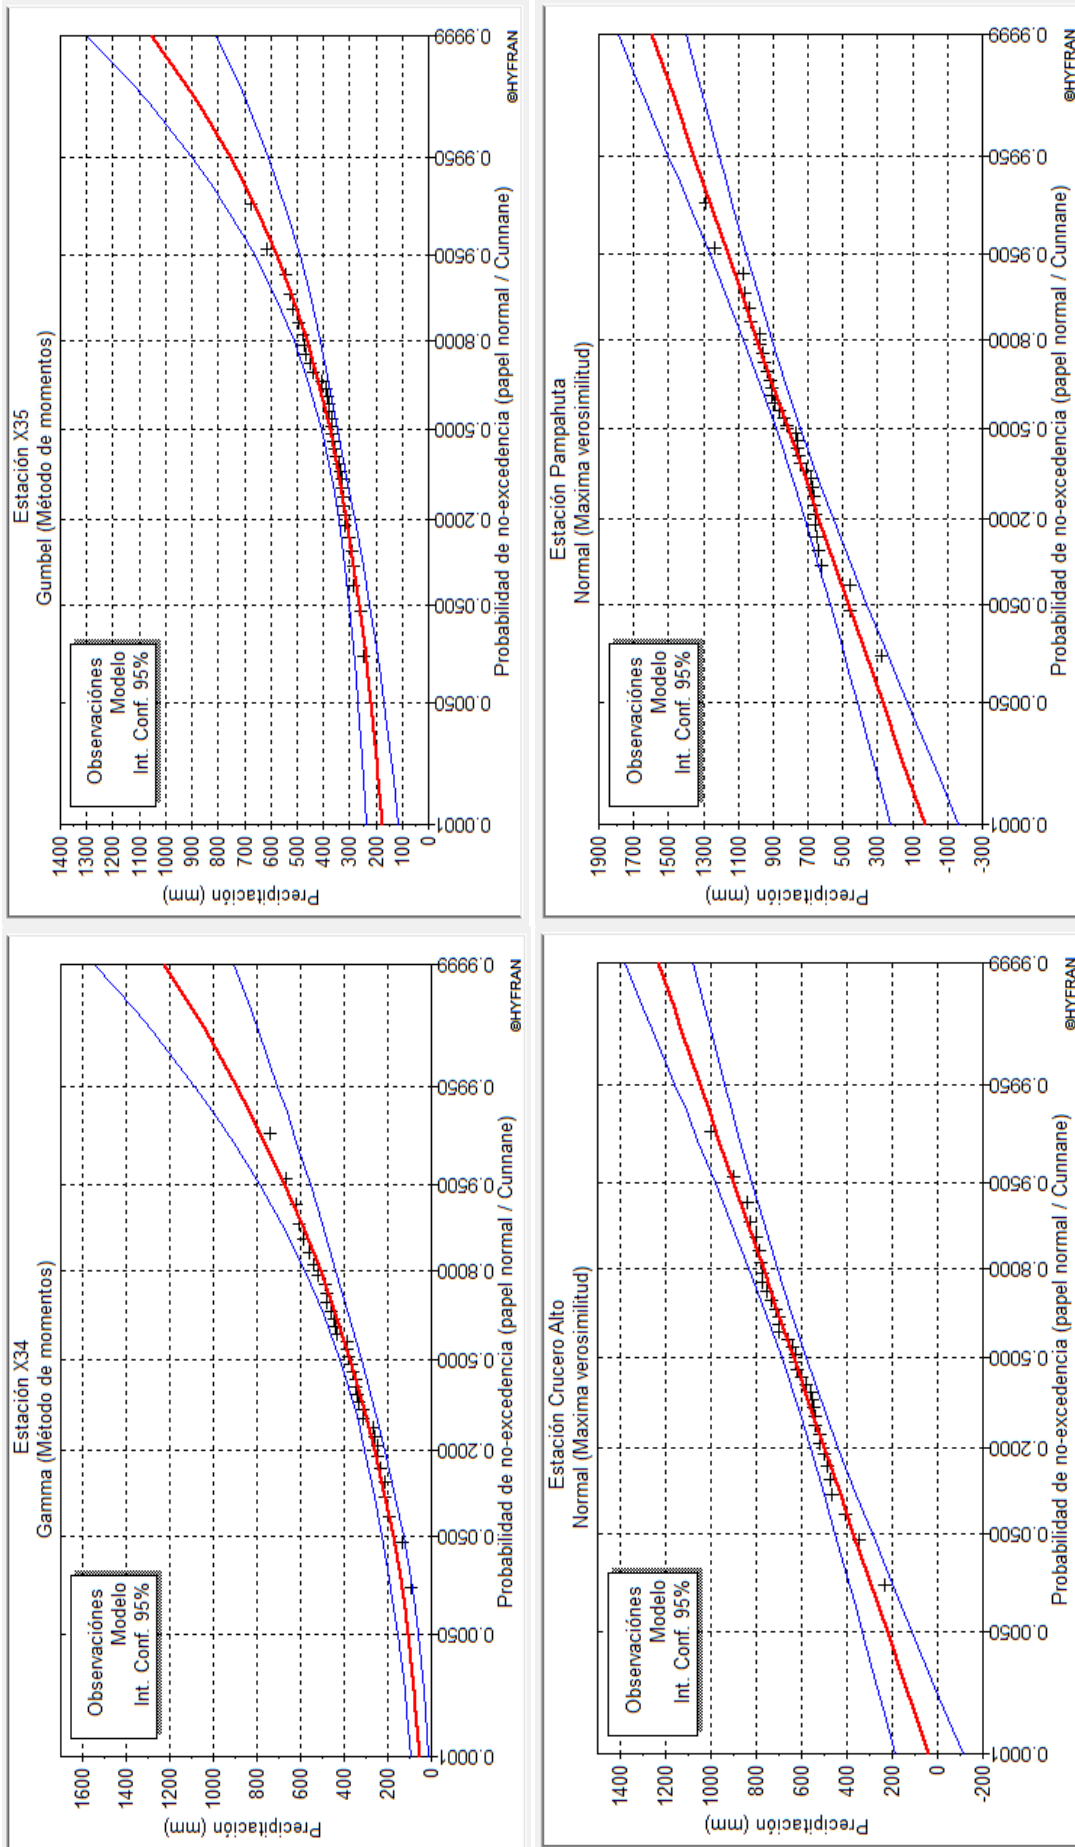 Estación X34
Gamma (Método de momentos)
Observaciónes
Modelo
Int. Conf. 95%
Precipitación (mm)
1600
1400
1200
1000
800
600
400
200
0
0.0001 0.0050 0.0500 0.2000 0.5000 0.8000 0.9500 0.9950 0.9999
Probabilidad de no-excedencia (papel normal / Cunnane)
©HYFRAN
Estación X35
Gumbel (Método de momentos)
Observaciónes
Modelo
Int. Conf. 95%
Precipitación (mm)
1400
1300
1200
1100
1000
900
800
700
600
500
400
300
200
100
0
0.0001 0.0050 0.0500 0.2000 0.5000 0.8000 0.9500 0.9950 0.9999
Probabilidad de no-excedencia (papel normal / Cunnane)
©HYFRAN
Estación Crucero Alto
Normal (Maxima verosimilitud)
Observaciónes
Modelo
Int. Conf. 95%
Precipitación (mm)
1400
1200
1000
800
600
400
200
0
-200
0.0001 0.0050 0.0500 0.2000 0.5000 0.8000 0.9500 0.9950 0.9999
Probabilidad de no-excedencia (papel normal / Cunnane)
©HYFRAN
Estación Pampahuta
Normal (Maxima verosimilitud)
Observaciónes
Modelo
Int. Conf. 95%
Precipitación (mm)
1900
1700
1500
1300
1100
900
700
500
300
100
-100
-300
0.0001 0.0050 0.0500 0.2000 0.5000 0.8000 0.9500 0.9950 0.9999
Probabilidad de no-excedencia (papel normal / Cunnane)
©HYFRAN